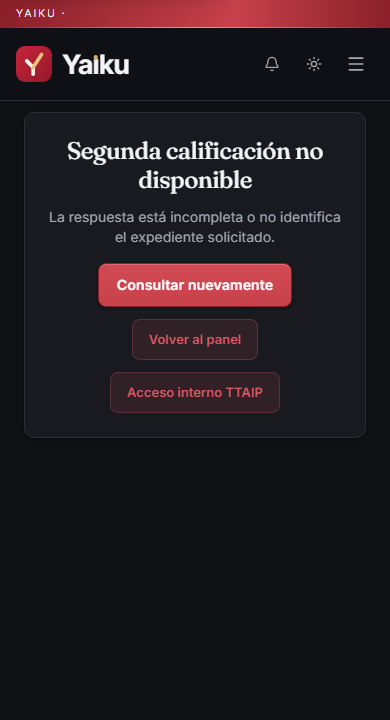 YAIKU ·
Yaiku
Segunda calificación no
disponible
La respuesta está incompleta o no identifica
el expediente solicitado.
Consultar nuevamente
Volver al panel
Acceso interno TTAIP